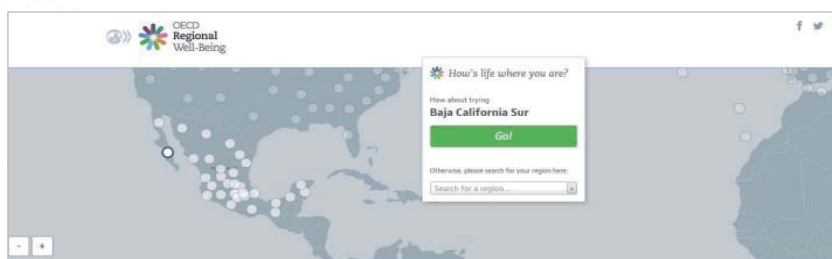 OECD
Regional
Well-Being
f
How's life where you are?
How about trying
Baja California Sur
Go!
Otherwise, please search for your region here:
Search for a region...
- +